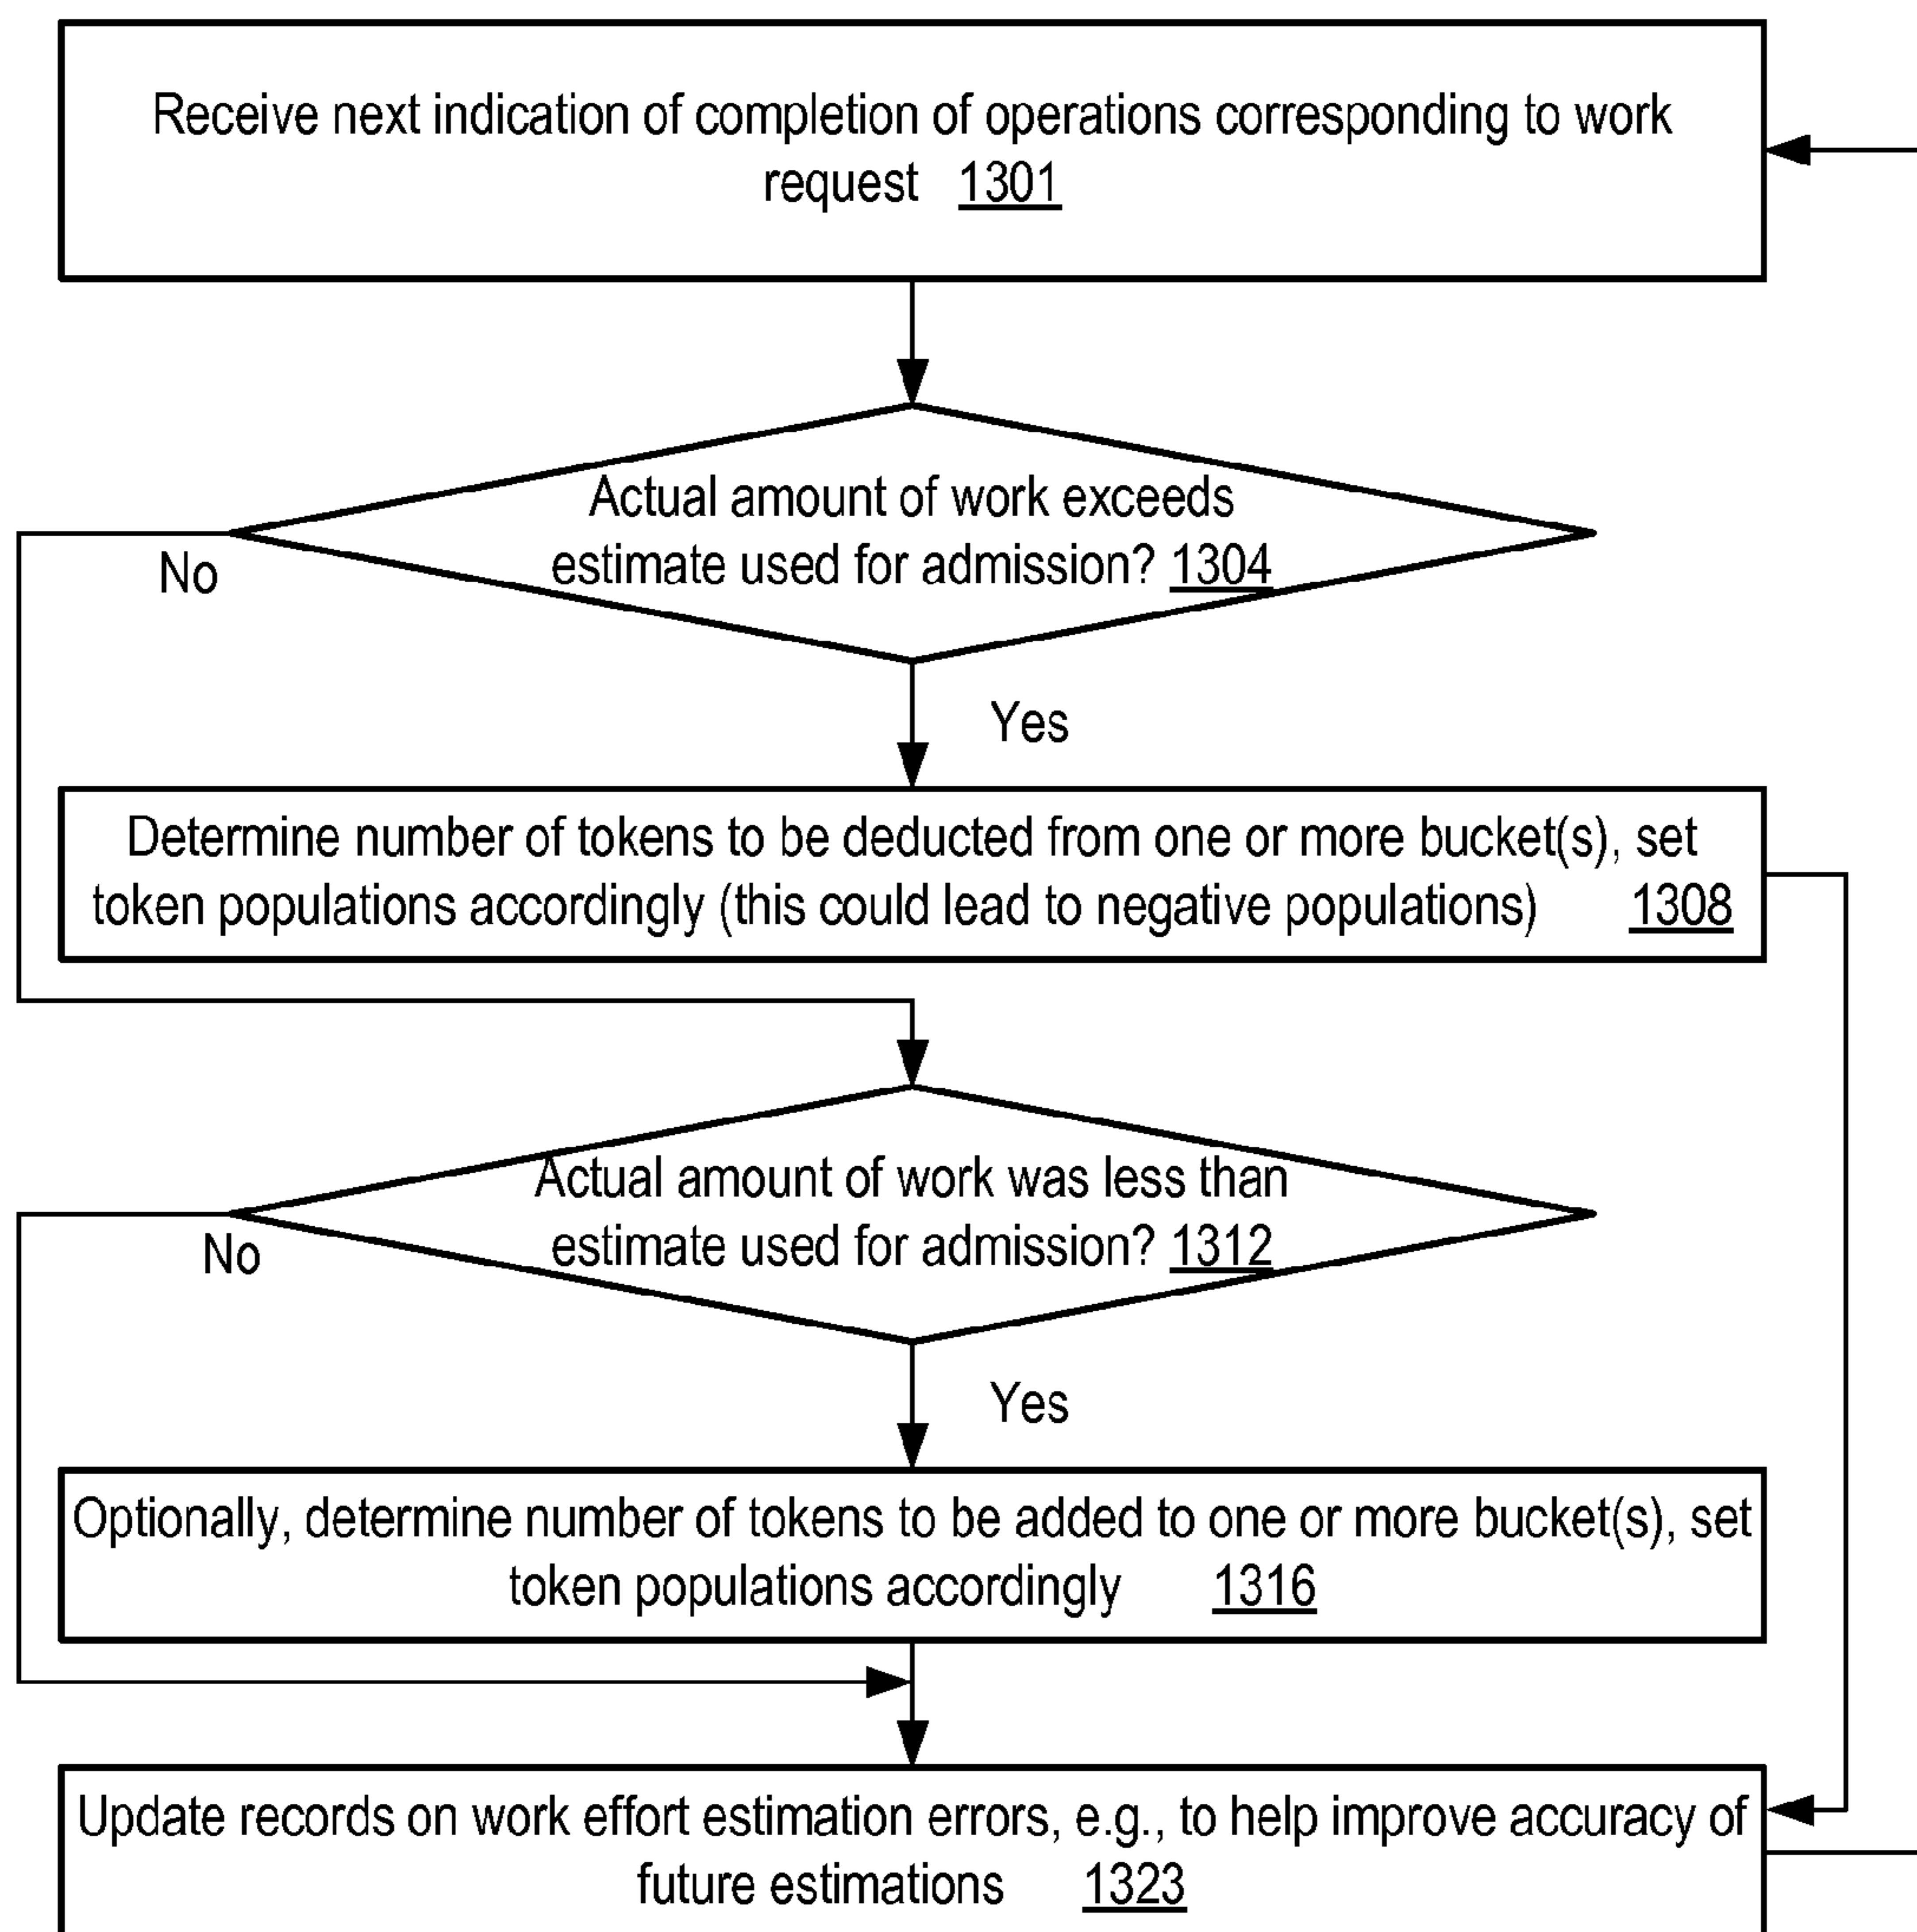 Receive next indication of completion of operations corresponding to work
request 1301
Actual amount of work exceeds
estimate used for admission? 1304
No
Yes
Determine number of tokens to be deducted from one or more bucket(s), set
token populations accordingly (this could lead to negative populations) 1308
Actual amount of work was less than
estimate used for admission? 1312
No
Yes
Optionally, determine number of tokens to be added to one or more bucket(s), set
token populations accordingly 1316
Update records on work effort estimation errors, e.g., to help improve accuracy of
future estimations 1323